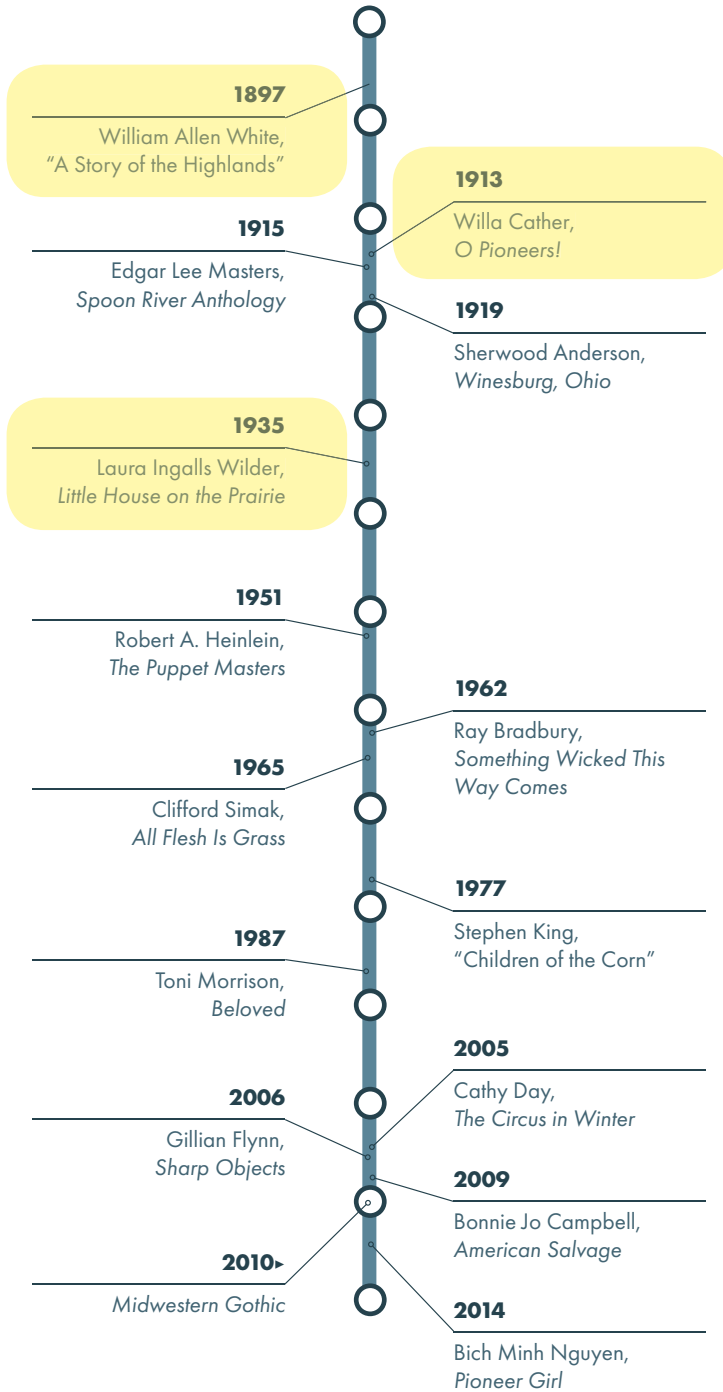 1897
William Allen White,
“A Story of the Highlands”
1913
Willa Cather,
O Pioneers!
1915
Edgar Lee Masters,
Spoon River Anthology
1919
Sherwood Anderson,
Winesburg, Ohio
1935
Laura Ingalls Wilder,
Little House on the Prairie
1951
Robert A. Heinlein,
The Puppet Masters
1962
Ray Bradbury,
Something Wicked This
Way Comes
1965
Clifford Simak,
All Flesh Is Grass
1977
Stephen King,
“Children of the Corn”
1987
Toni Morrison,
Beloved
2005
Cathy Day,
The Circus in Winter
2006
Gillian Flynn,
Sharp Objects
2009
Bonnie Jo Campbell,
American Salvage
2010▸
Midwestern Gothic
2014
Bich Minh Nguyen,
Pioneer Girl